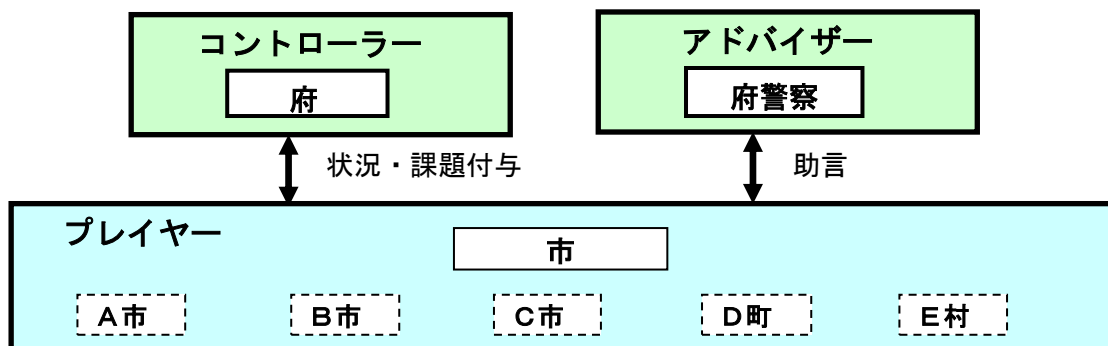 コントローラー
府
アドバイザー
府警察
状況・課題付与
助言
プレイヤー
市
Ａ市
Ｂ市
Ｃ市
Ｄ町
Ｅ村